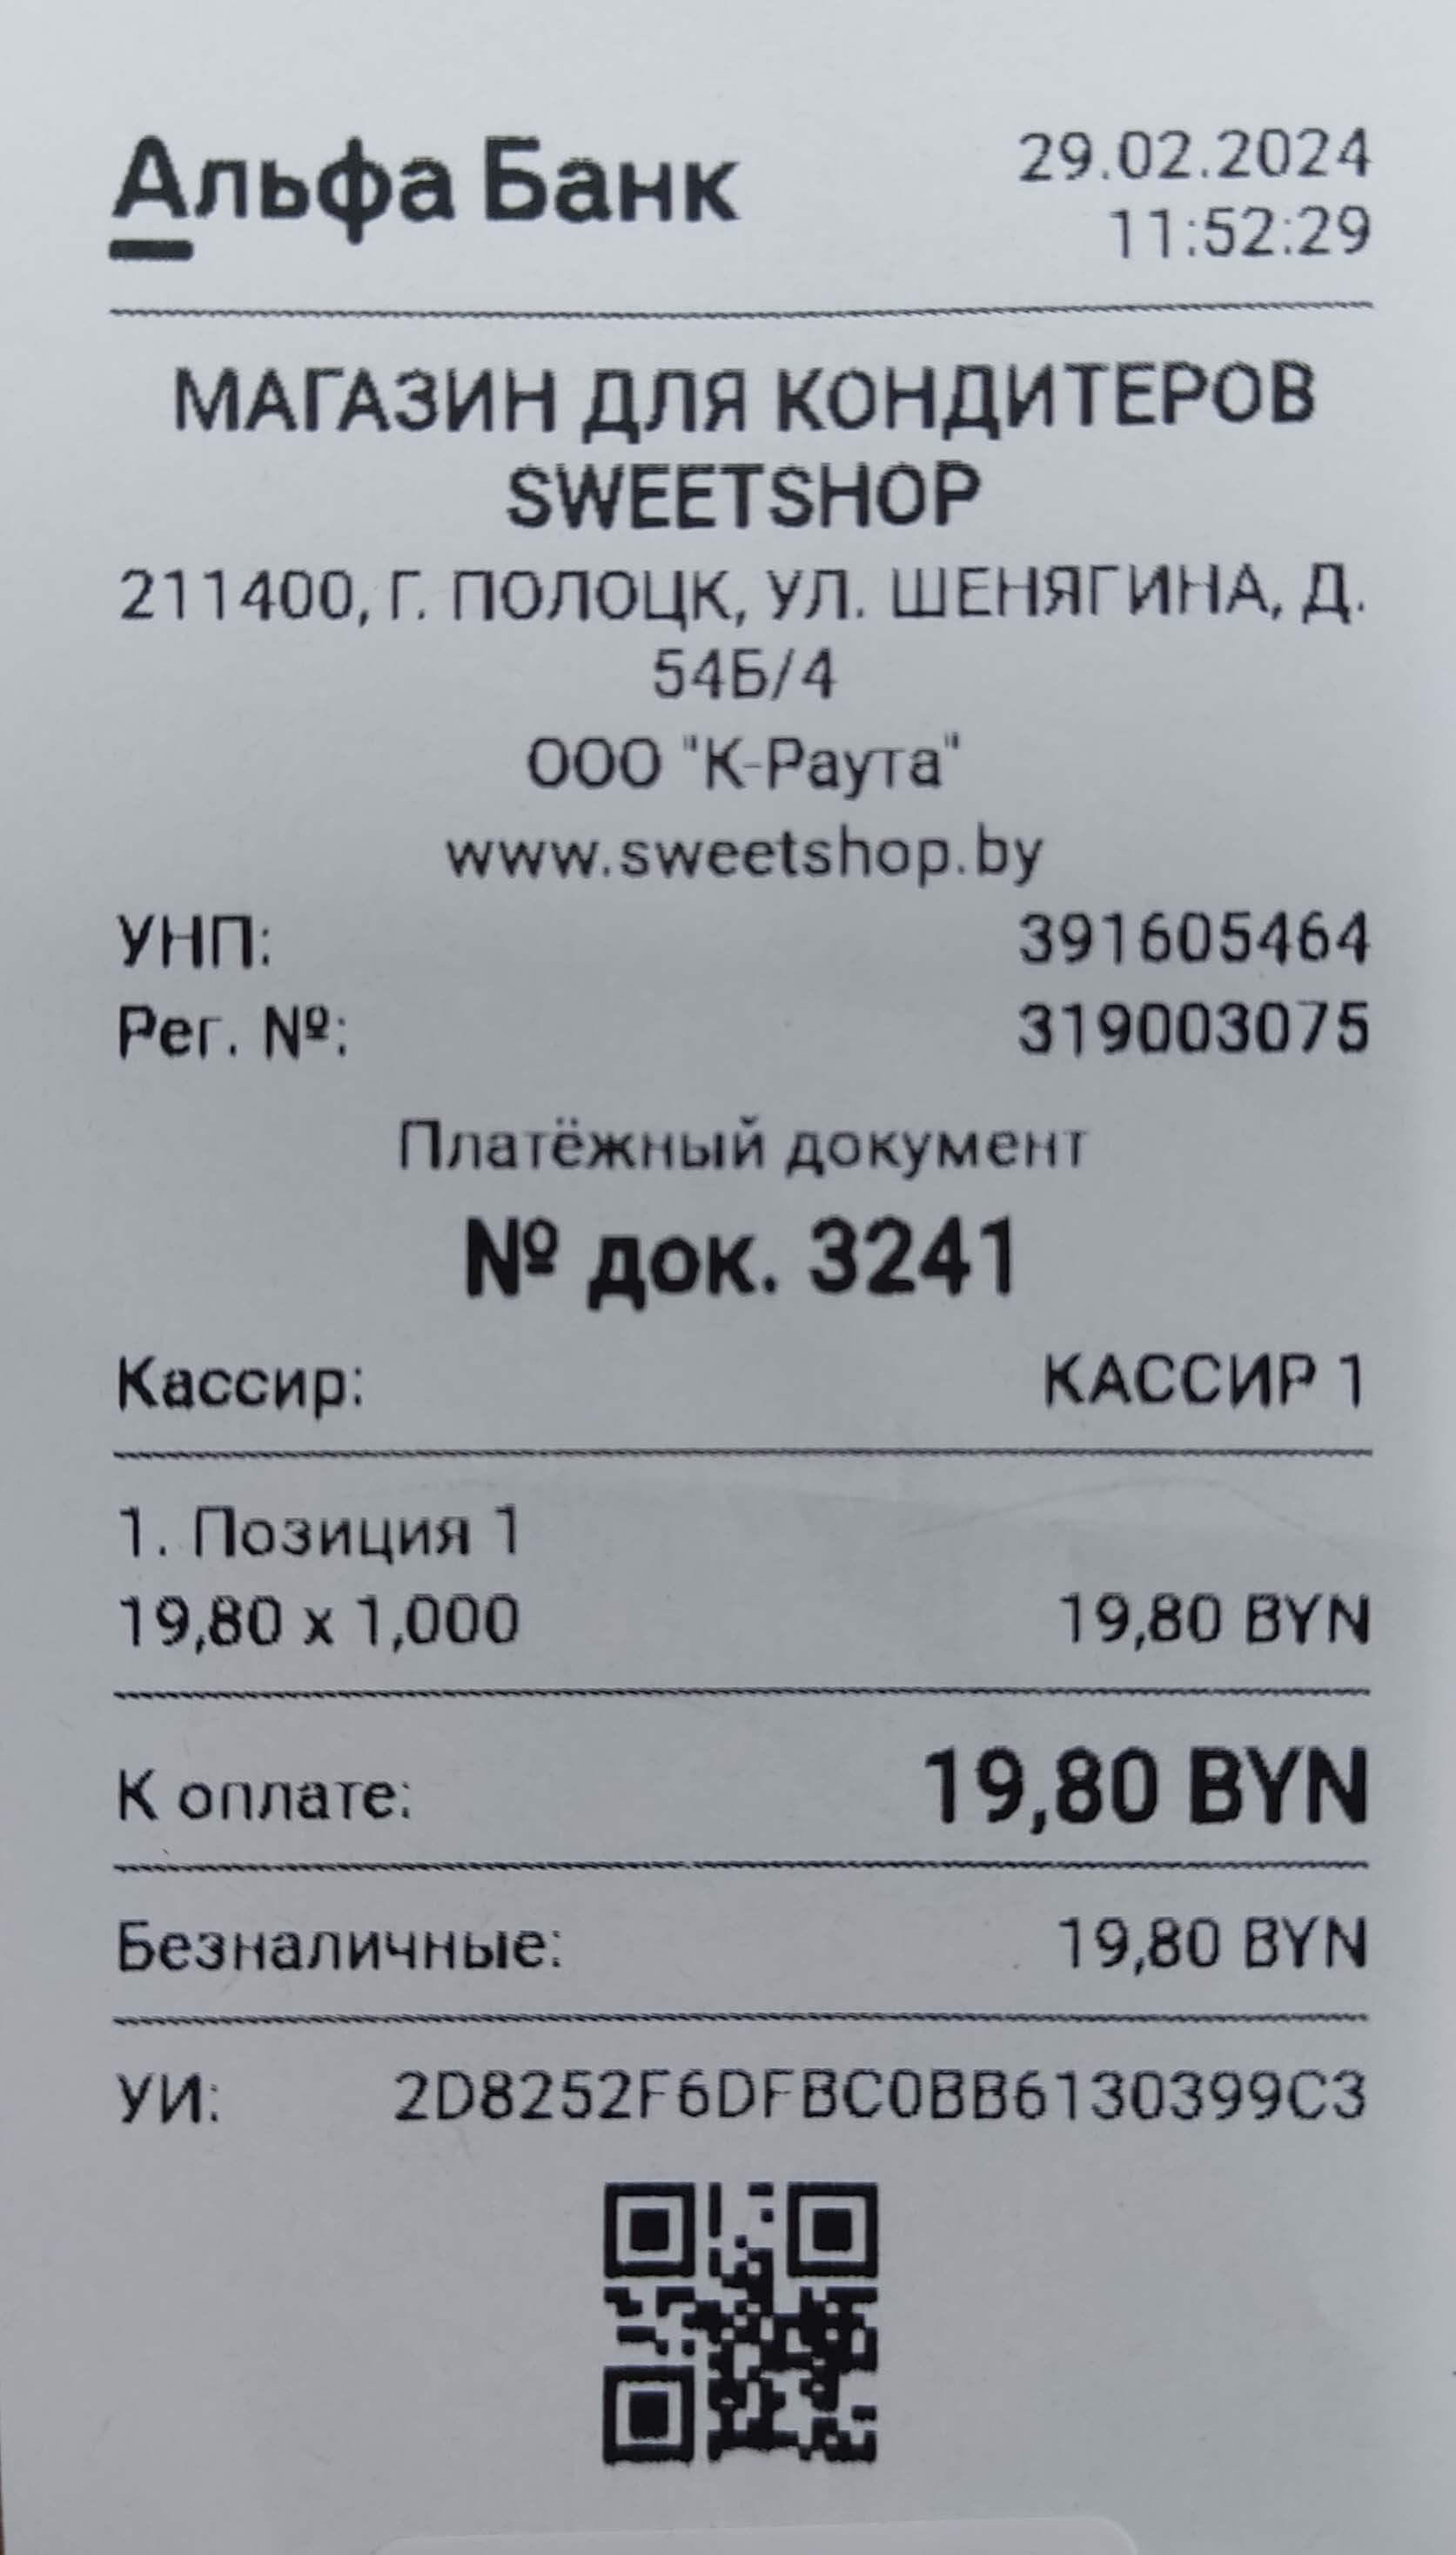 Альфа Банк 29.02.2024
11:52:29
МАГАЗИН ДЛЯ КОНДИТЕРОВ
SWEETSHOP
211400, Г. ПОЛОЦК, УЛ. ШЕНЯГИНА, Д.
54Б/4
ООО "К-Раута"
www.sweetshop.by
УНП: 391605464
Рег. №: 319003075
Платёжный документ
№ док. 3241
Кассир: КАССИР 1
1. Позиция 1
19,80 x 1,000 19,80 BYN
К оплате: 19,80 BYN
Безналичные: 19,80 BYN
УИ: 2D8252F6DFBC0BB6130399C3